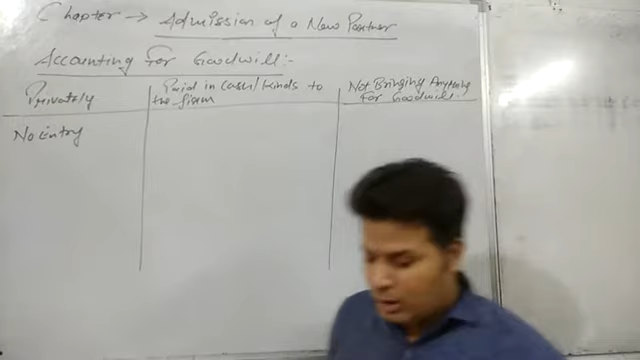 Chapter → Admission of a New Partner
Accounting For Goodwill:-
Privately
Paid in cash/kinds to
the firm
Not Bringing Anything
For Goodwill.
No Entry